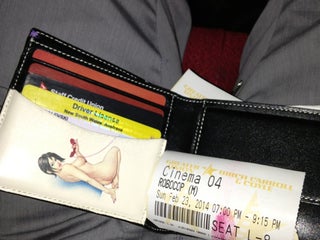 Staff Credit Union
Driver Licence
New South Wales, Australia
Cinema 04
ROBOCOP (M)
Sun Feb 23, 2014 07:00 PM - 9:15 PM
SEAT L-8